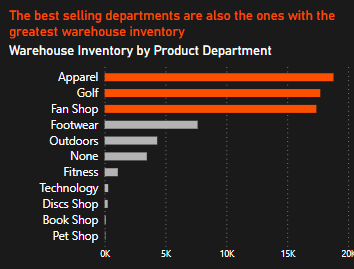 The best selling departments are also the ones with the
greatest warehouse inventory
Warehouse Inventory by Product Department
Apparel
Golf
Fan Shop
Footwear
Outdoors
None
Fitness
Technology
Discs Shop
Book Shop
Pet Shop
0K 5K 10K 15K 20K